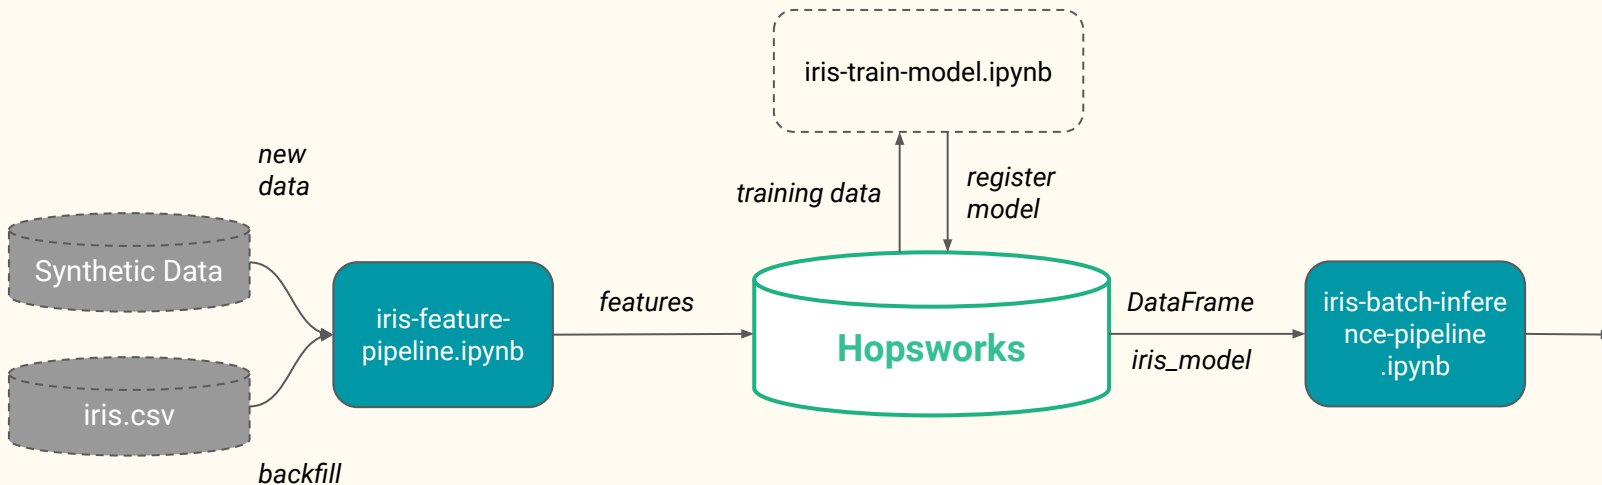 iris-train-model.ipynb
new
data
training data
register
model
Synthetic Data
iris-feature-
pipeline.ipynb
features
Hopsworks
DataFrame
iris_model
iris-batch-infere
nce-pipeline
.ipynb
iris.csv
backfill